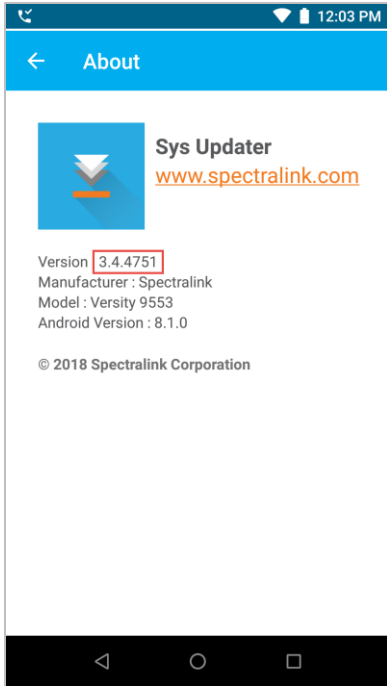 12:03 PM
About
Sys Updater
www.spectralink.com
Version 3.4.4751
Manufacturer : Spectralink
Model : Versity 9553
Android Version : 8.1.0
© 2018 Spectralink Corporation